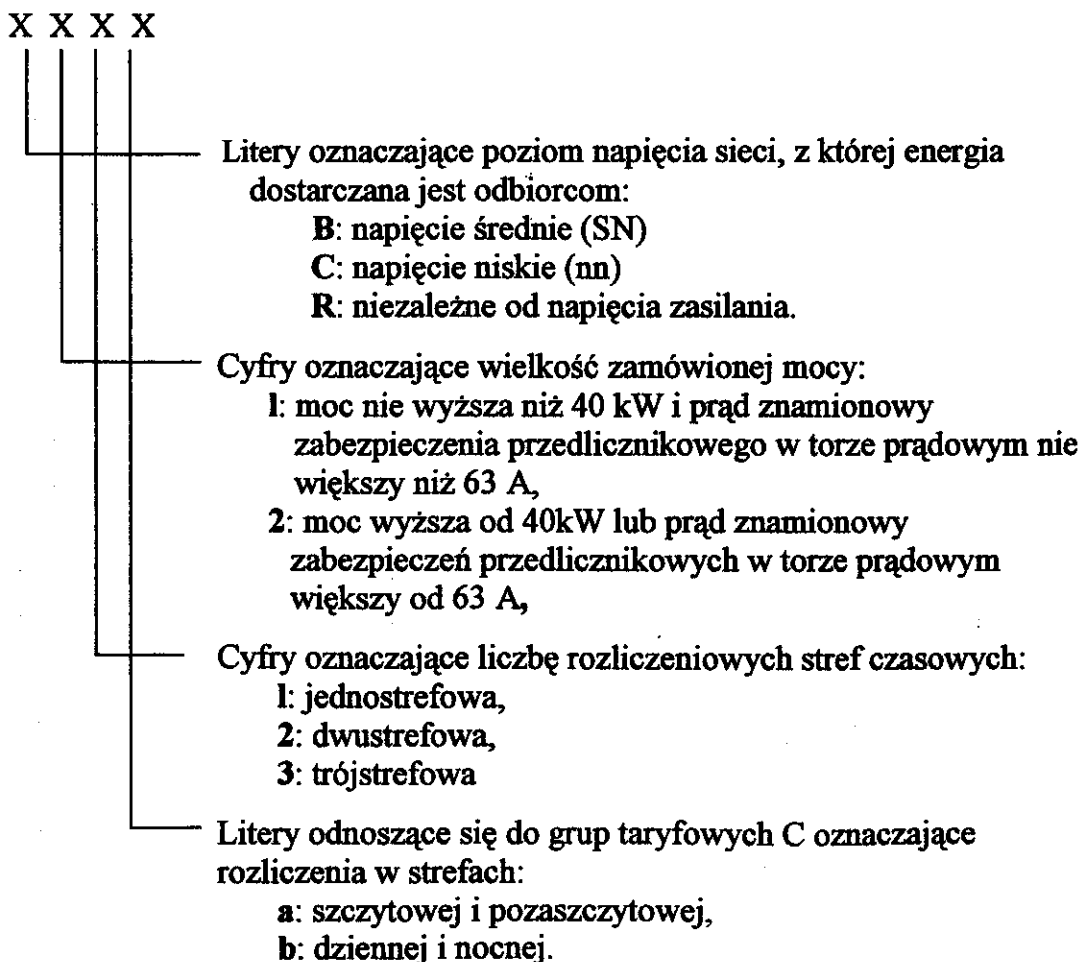 X X X X
Litery oznaczające poziom napięcia sieci, z której energia
dostarczana jest odbiorcom:
B: napięcie średnie (SN)
C: napięcie niskie (nn)
R: niezależne od napięcia zasilania.
Cyfry oznaczające wielkość zamówionej mocy:
l: moc nie wyższa niż 40 kW i prąd znamionowy
zabezpieczenia przedlicznikowego w torze prądowym nie
większy niż 63 A,
2: moc wyższa od 40kW lub prąd znamionowy
zabezpieczeń przedlicznikowych w torze prądowym
większy od 63 A,
Cyfry oznaczające liczbę rozliczeniowych stref czasowych:
l: jednostrefowa,
2: dwustrefowa,
3: trójstrefowa
Litery odnoszące się do grup taryfowych C oznaczające
rozliczenia w strefach:
a: szczytowej i pozaszczytowej,
b: dziennej i nocnej.